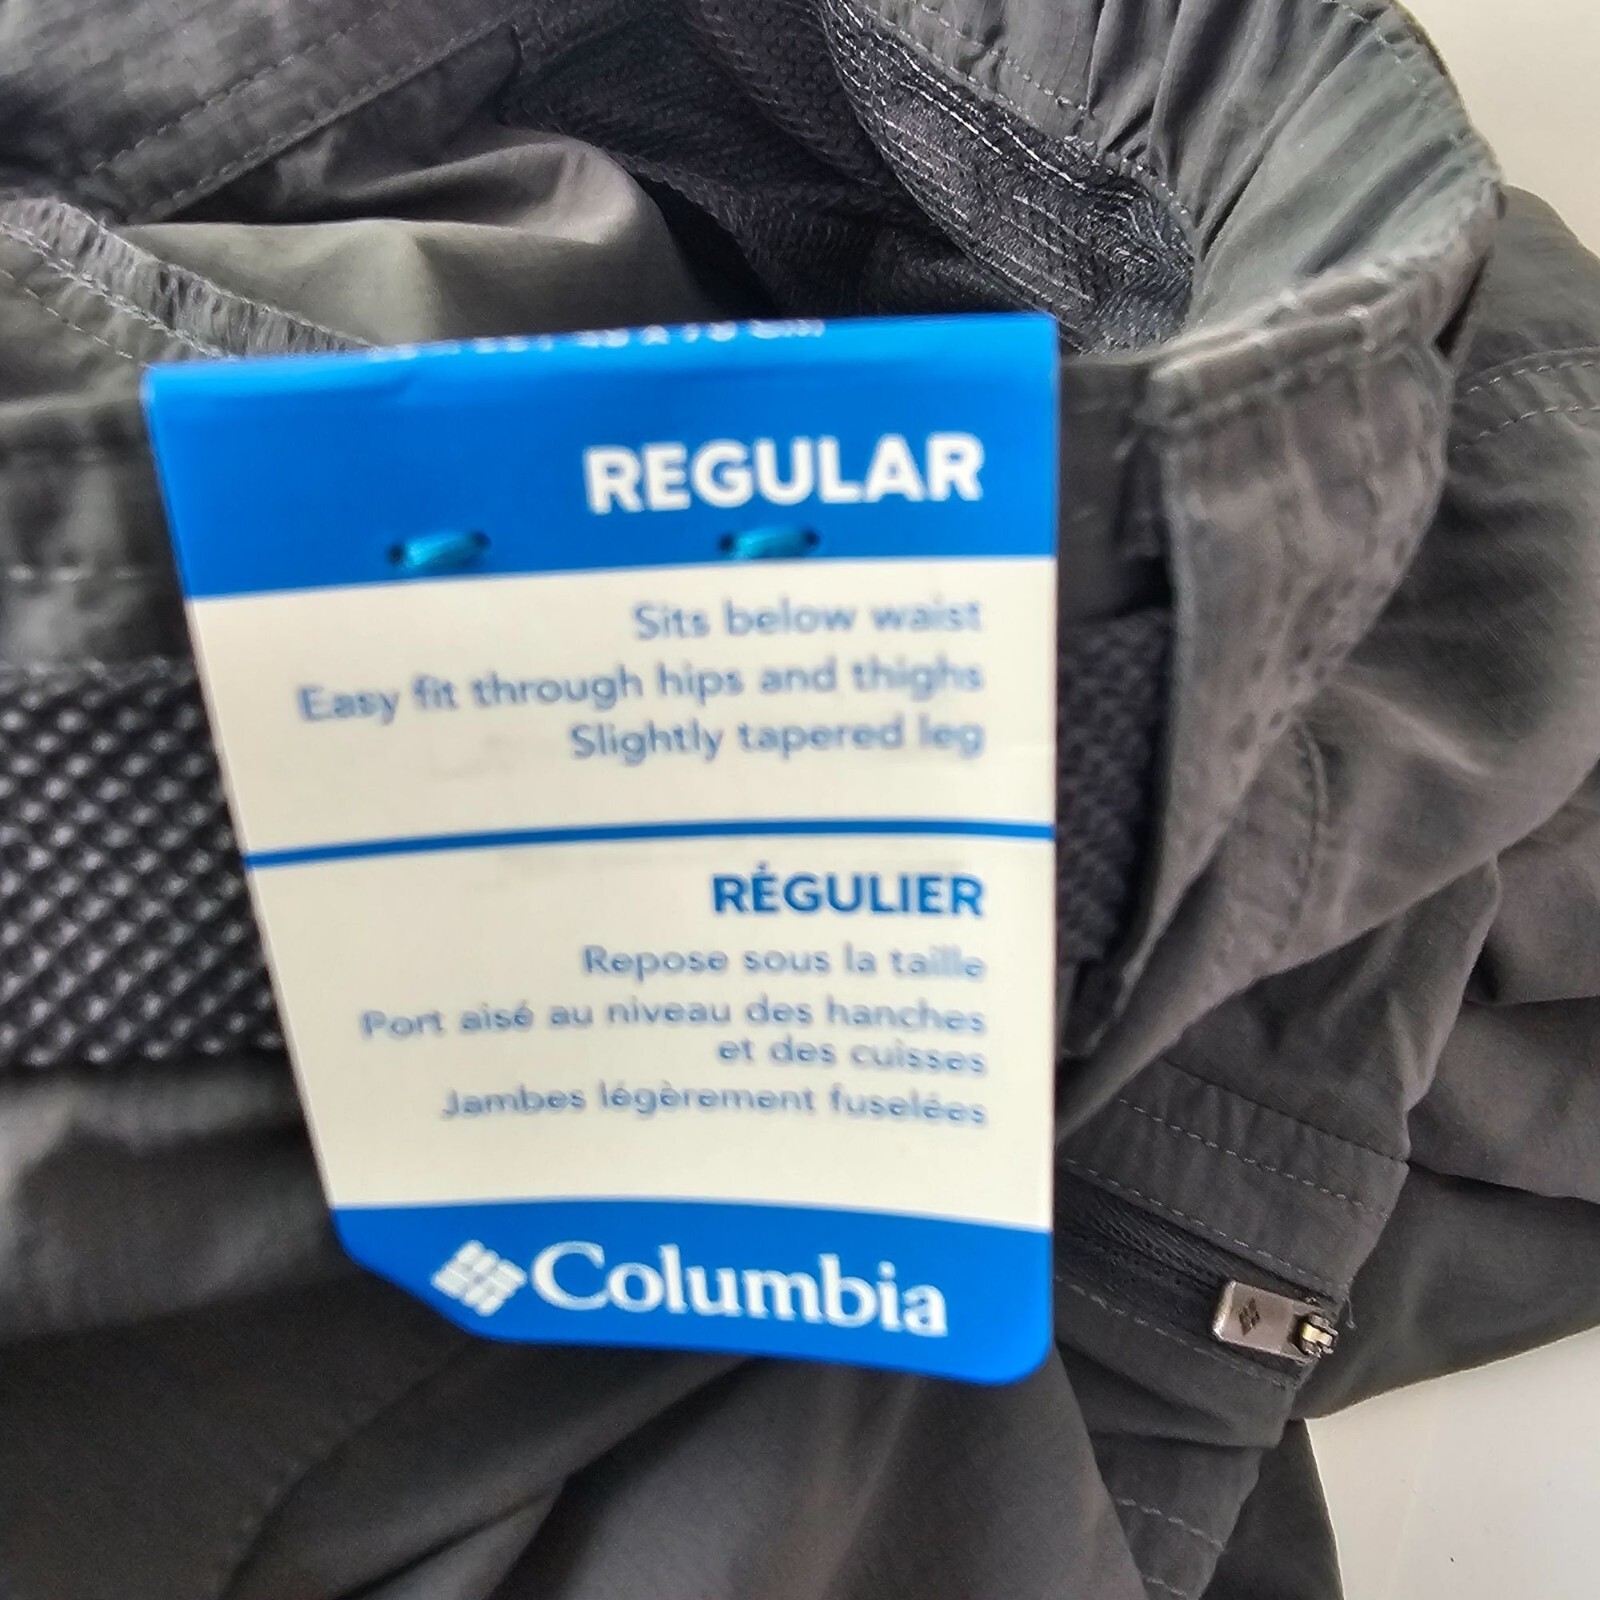 REGULAR
Sits below waist
Easy fit through hips and thighs
Slightly tapered leg
RÉGULIER
Repose sous la taille
Port aisé au niveau des hanches
et des cuisses
Jambes légèrement fuselées
Columbia